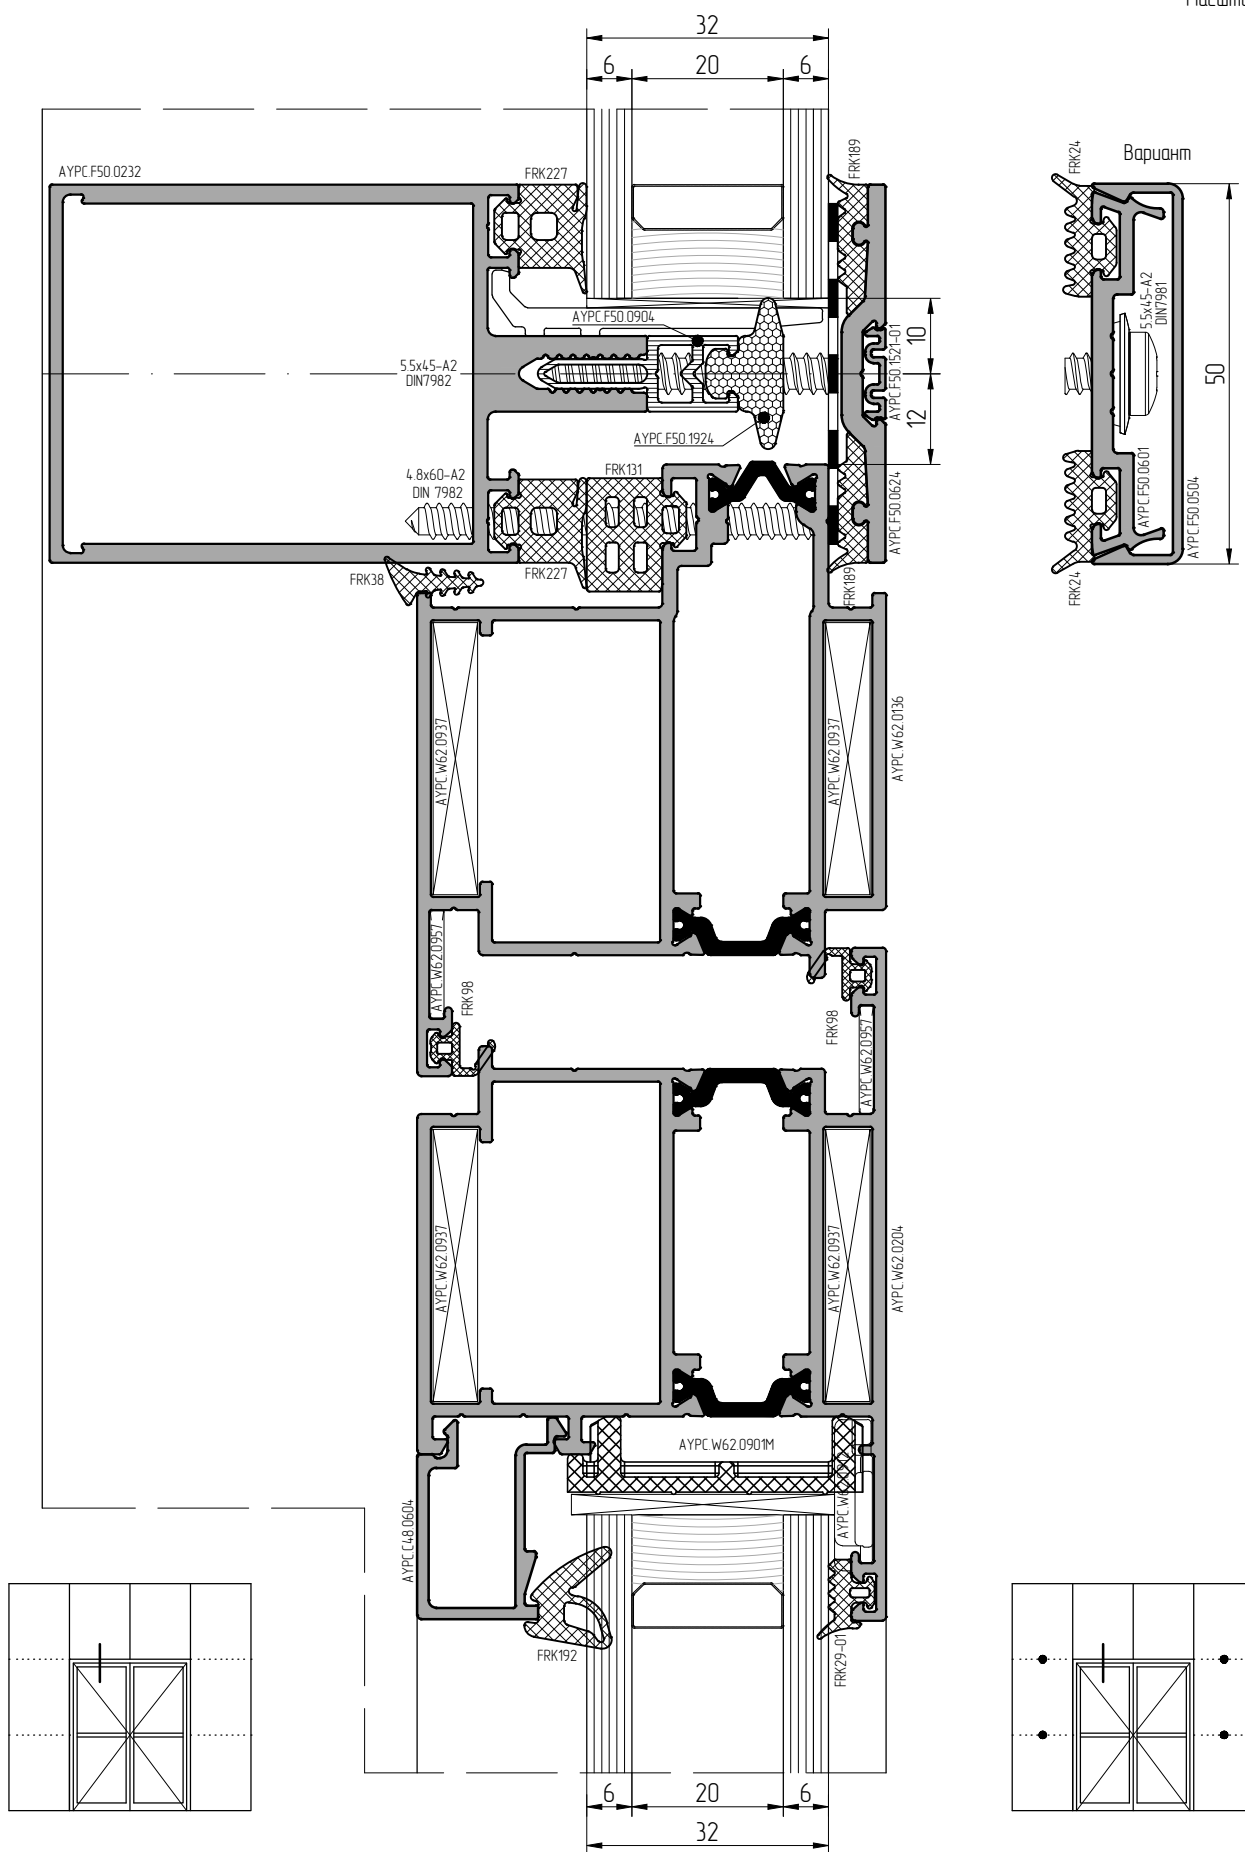 32
6
20
6
AYPC.F50.0232
FRK227
FRK189
FRK24
Вариант
AYPC.F50.0904
5.5x45-A2
DIN7982
10
12
AYPC.F50.1521-01
5.5x45-A2
DIN7981
50
AYPC.F50.1924
4.8x60-A2
DIN 7982
FRK131
AYPC.F50.0624
AYPC.F50.0601
AYPC.F50.0504
FRK38
FRK227
FRK189
FRK24
AYPC.W62.0937
AYPC.W62.0937
AYPC.W62.0136
AYPC.W62.0957
FRK98
FRK98
AYPC.W62.0957
AYPC.W62.0937
AYPC.W62.0937
AYPC.W62.0204
AYPC.W62.0901M
AYPC.C48.0604
FRK192
FRK29-01
6
20
6
32